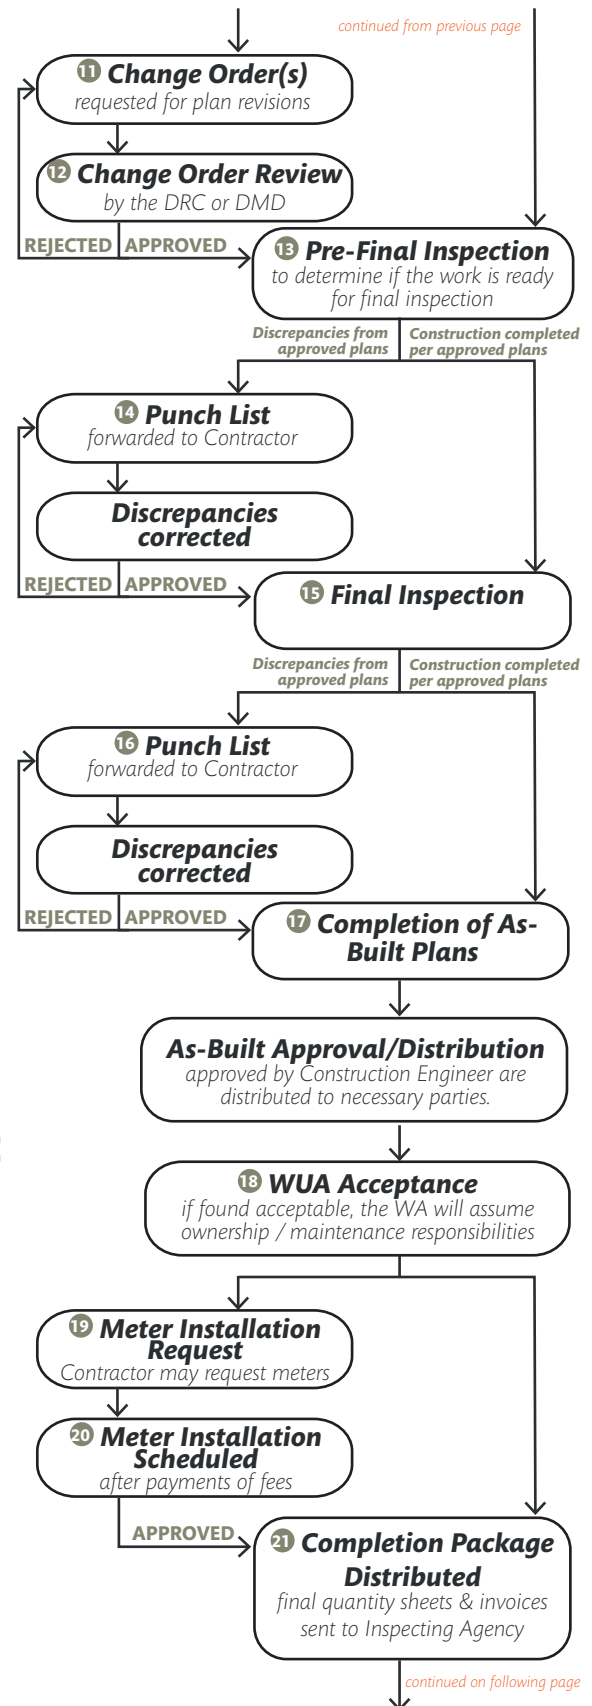 continued from previous page
11 Change Order(s)
requested for plan revisions
12 Change Order Review
by the DRC or DMD
REJECTED APPROVED
13 Pre-Final Inspection
to determine if the work is ready
for final inspection
Discrepancies from
approved plans
Construction completed
per approved plans
14 Punch List
forwarded to Contractor
Discrepancies
corrected
REJECTED APPROVED
15 Final Inspection
Discrepancies from
approved plans
Construction completed
per approved plans
16 Punch List
forwarded to Contractor
Discrepancies
corrected
REJECTED APPROVED
17 Completion of As-
Built Plans
As-Built Approval/Distribution
approved by Construction Engineer are
distributed to necessary parties.
18 WUA Acceptance
if found acceptable, the WA will assume
ownership / maintenance responsibilities
19 Meter Installation
Request
Contractor may request meters
20 Meter Installation
Scheduled
after payments of fees
APPROVED
21 Completion Package
Distributed
final quantity sheets & invoices
sent to Inspecting Agency
continued on following page